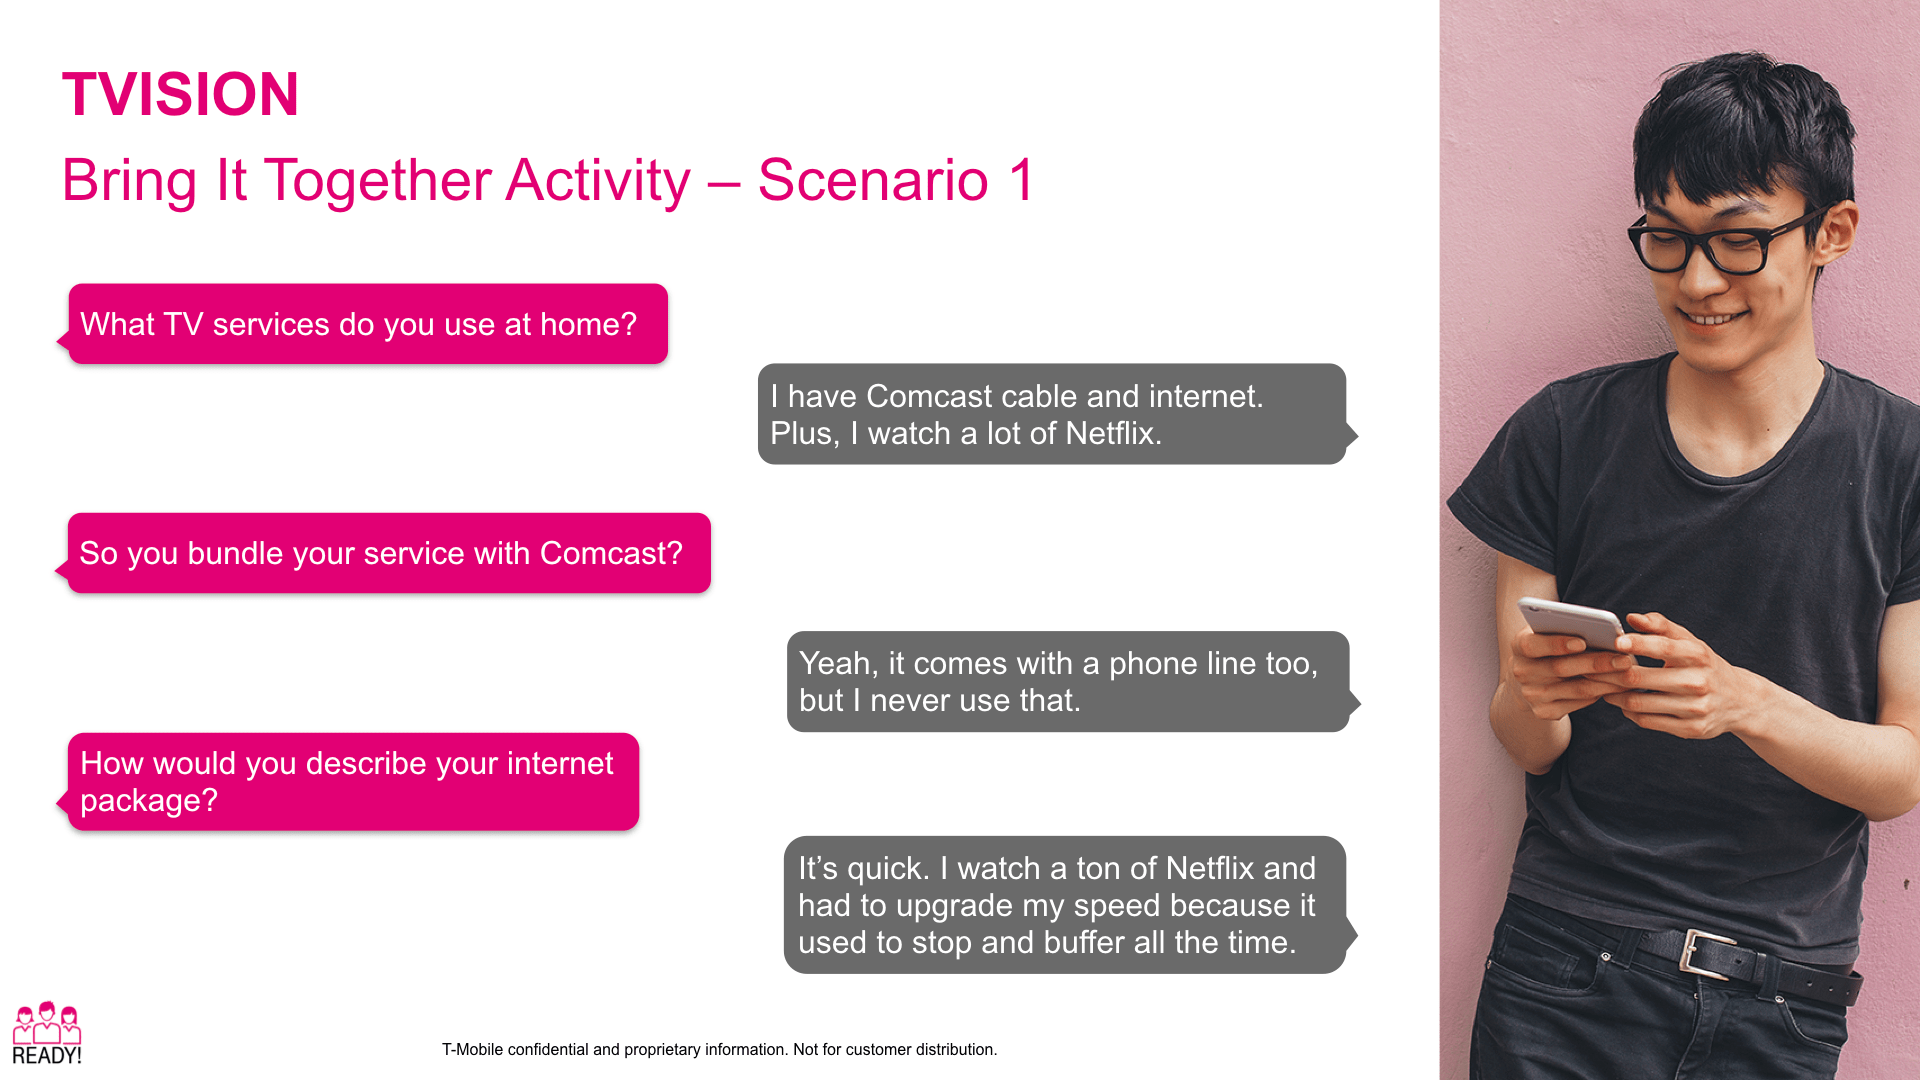 TVISION
Bring It Together Activity – Scenario 1
What TV services do you use at home?
I have Comcast cable and internet.
Plus, I watch a lot of Netflix.
So you bundle your service with Comcast?
Yeah, it comes with a phone line too,
but I never use that.
How would you describe your internet
package?
It’s quick. I watch a ton of Netflix and
had to upgrade my speed because it
used to stop and buffer all the time.
READY!
T-Mobile confidential and proprietary information. Not for customer distribution.